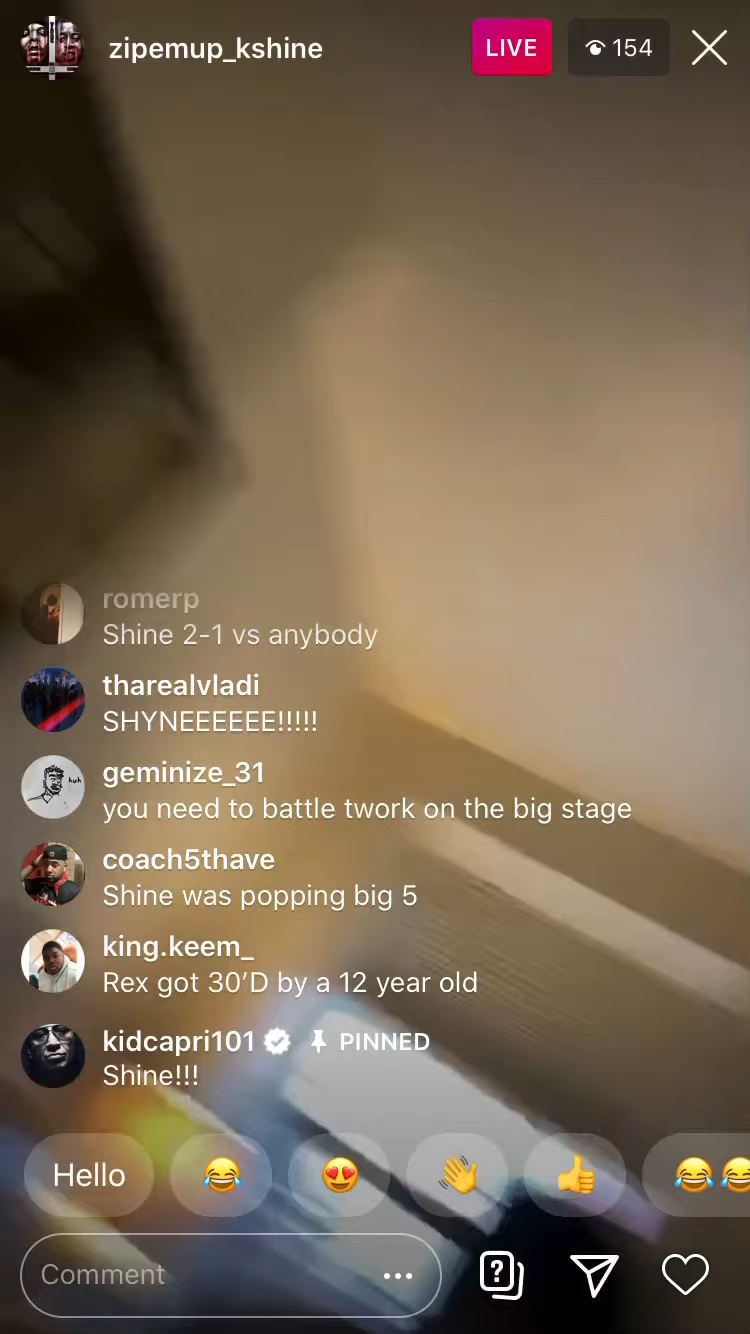 zipemup_kshine LIVE 154
romerp
Shine 2-1 vs anybody
tharealvladi
SHYNEEEEEE!!!!!
geminize_31
you need to battle twork on the big stage
coach5thave
Shine was popping big 5
king.keem_
Rex got 30’D by a 12 year old
kidcapri101 PINNED
Shine!!!
Hello
Comment